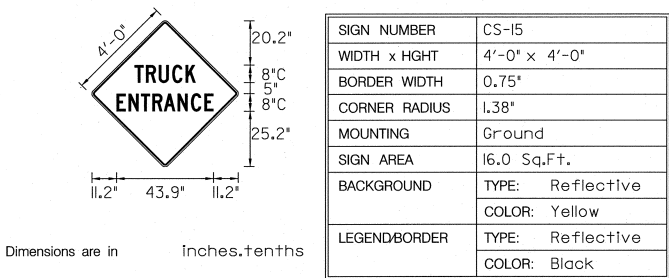 4'-0"
TRUCK
ENTRANCE
20.2"
8"C
5"
8"C
25.2"
11.2" 43.9" 11.2"
Dimensions are in inches.tenths
SIGN NUMBER CS-15
WIDTH x HGHT 4'-0" x 4'-0"
BORDER WIDTH 0.75"
CORNER RADIUS 1.38"
MOUNTING Ground
SIGN AREA 16.0 Sq.Ft.
BACKGROUND TYPE: Reflective
COLOR: Yellow
LEGEND/BORDER TYPE: Reflective
COLOR: Black